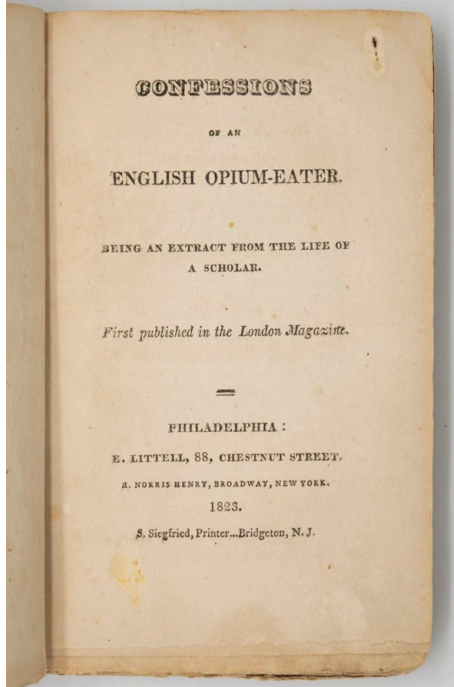 CONFESSIONS
OF AN
ENGLISH OPIUM-EATER.
BEING AN EXTRACT FROM THE LIFE OF
A SCHOLAR.
First published in the London Magazine.
PHILADELPHIA:
E. LITTELL, 88, CHESTNUT STREET.
R. NORRIS HENRY, BROADWAY, NEW YORK.
1823.
S. Siegfried, Printer...Bridgeton, N. J.